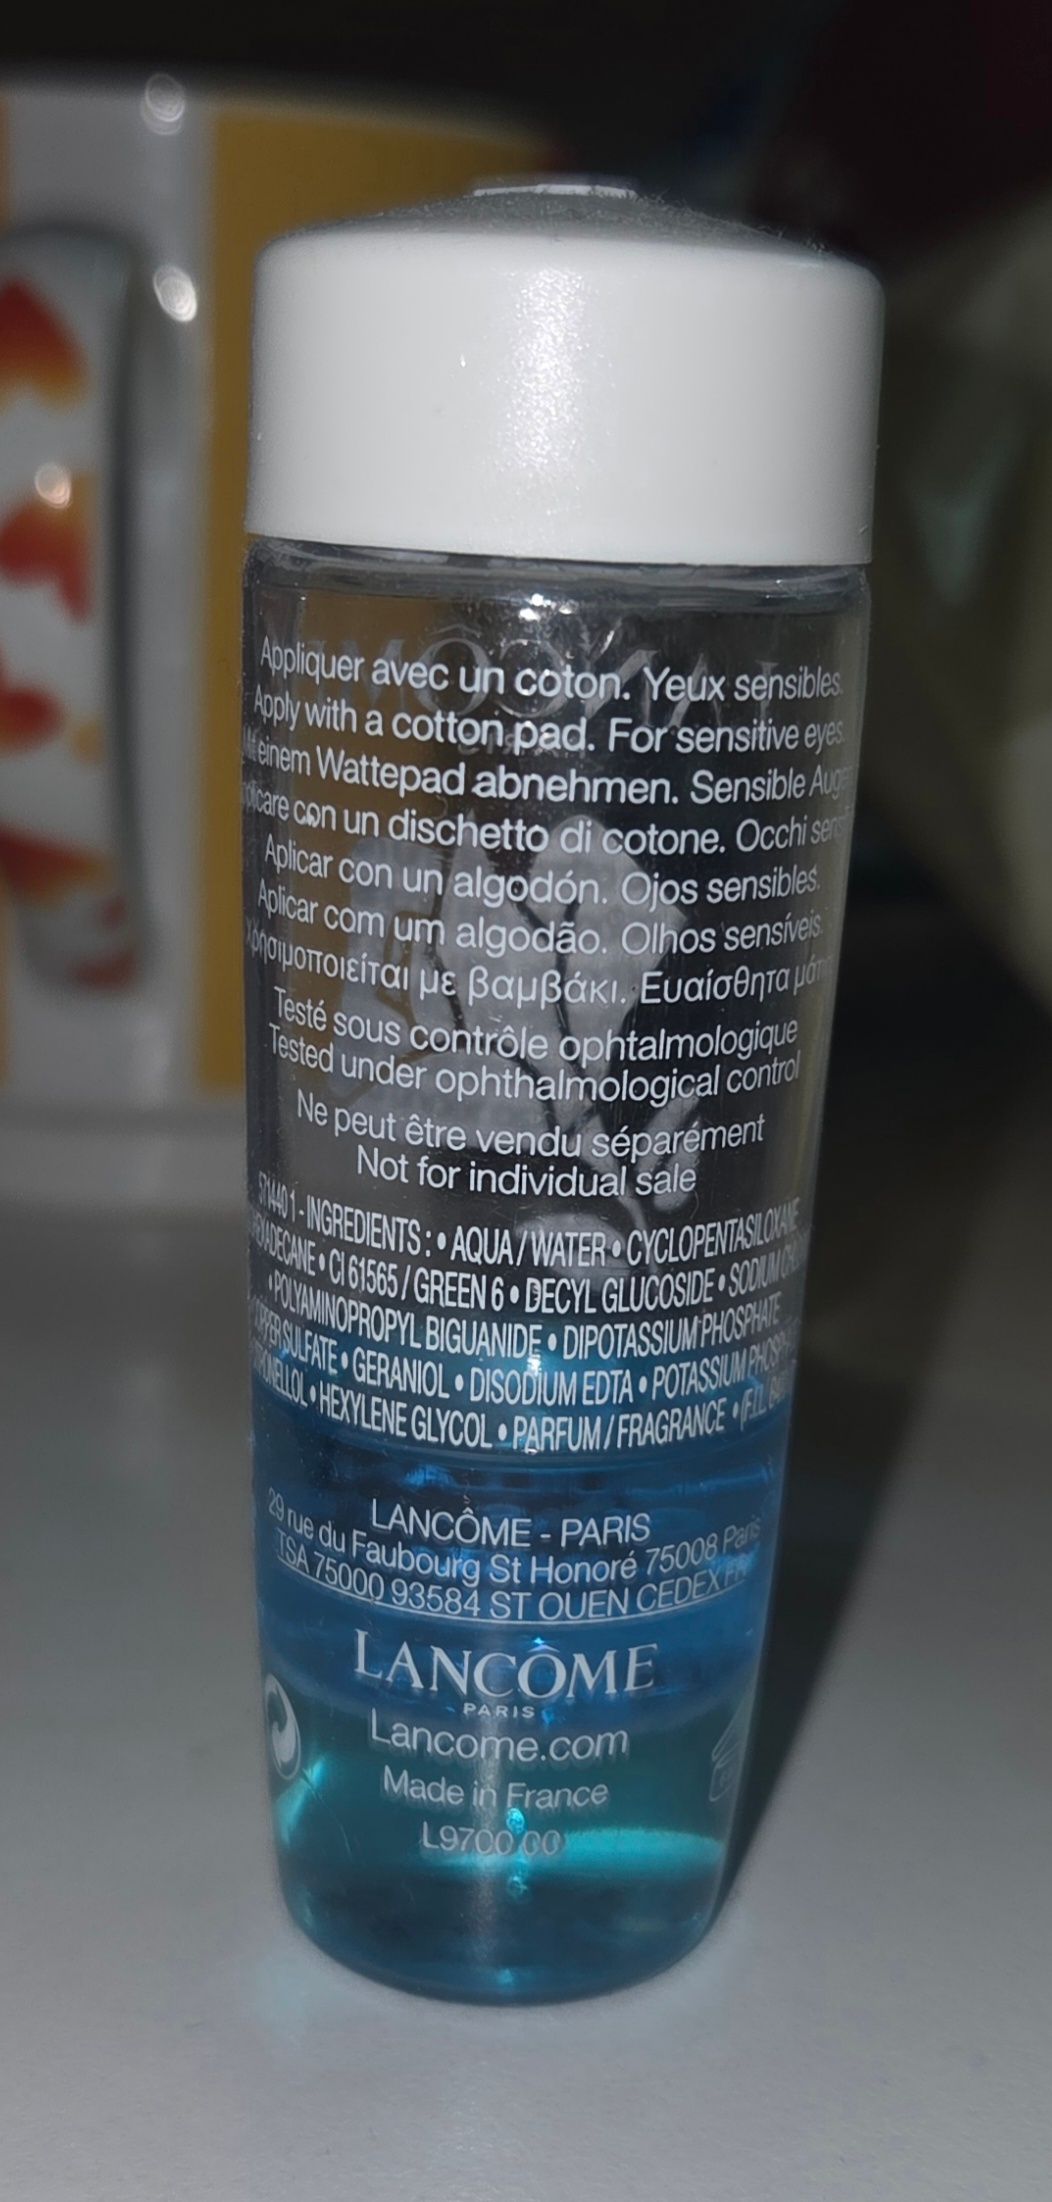 Appliquer avec un coton. Yeux sensibles.
Apply with a cotton pad. For sensitive eyes.
einem Wattepad abnehmen. Sensible
con un dischetto di cotone. Occhi
Aplicar con un algodón. Ojos sensibles.
Aplicar com um algodão. Olhos sensíveis.
χρησιμοποιείται με βαμβάκι. Ευαίσθητα
Testé sous contrôle ophtalmologique
Tested under ophthalmological control
Ne peut être vendu séparément
Not for individual sale
INGREDIENTS : • AQUA / WATER • CYCLOPENTASILOXANE
• CI 61565 / GREEN 6 • DECYL GLUCOSIDE • SODIUM
• POLYAMINOPROPYL BIGUANIDE • DIPOTASSIUM PHOSPHATE
SULFATE • GERANIOL • DISODIUM EDTA • POTASSIUM
• HEXYLENE GLYCOL • PARFUM / FRAGRANCE • (F.I.L.
LANCÔME - PARIS
29 rue du Faubourg St Honoré 75008 Paris
TSA 75000 93584 ST OUEN CEDEX
LANCÔME
PARIS
Lancome.com
Made in France
L9700 00